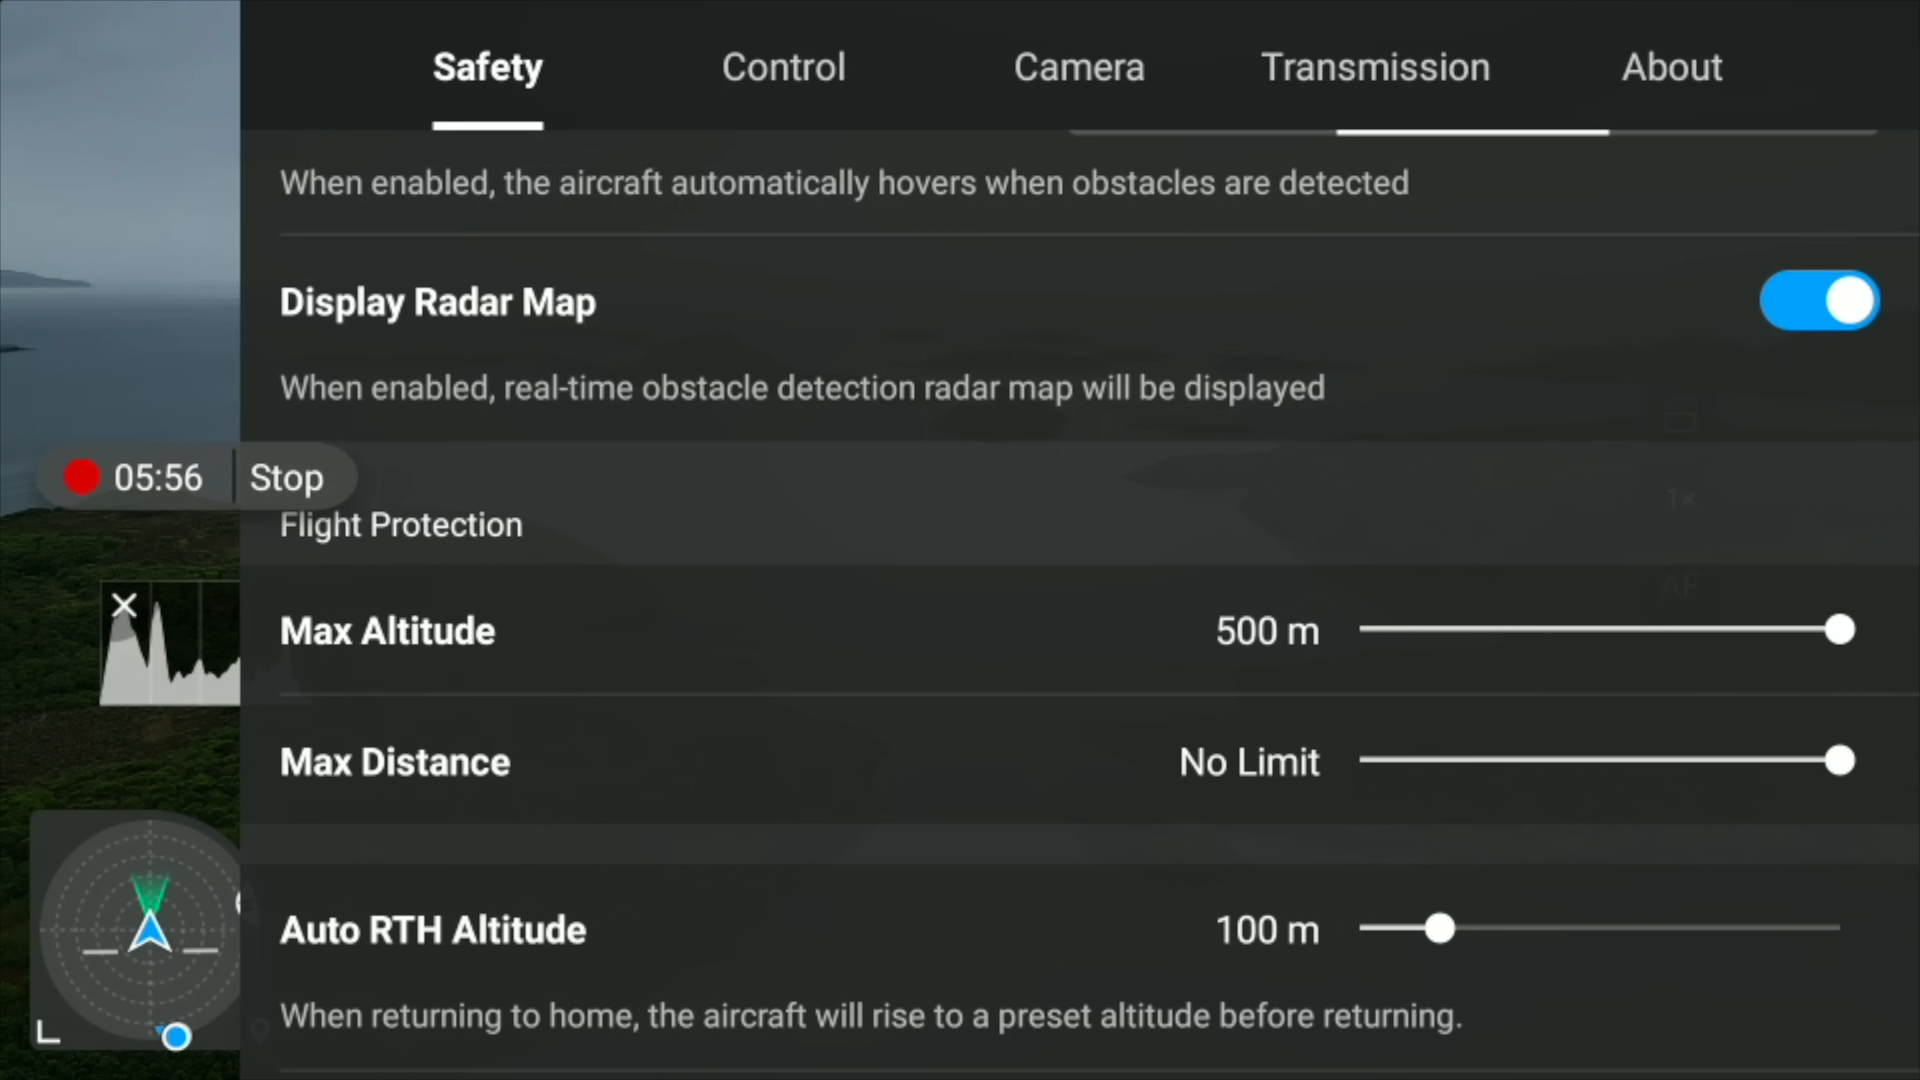 Safety Control Camera Transmission About
When enabled, the aircraft automatically hovers when obstacles are detected
Display Radar Map
When enabled, real-time obstacle detection radar map will be displayed
05:56 Stop
Flight Protection
1x
AF
Max Altitude 500 m
Max Distance No Limit
Auto RTH Altitude 100 m
L
When returning to home, the aircraft will rise to a preset altitude before returning.